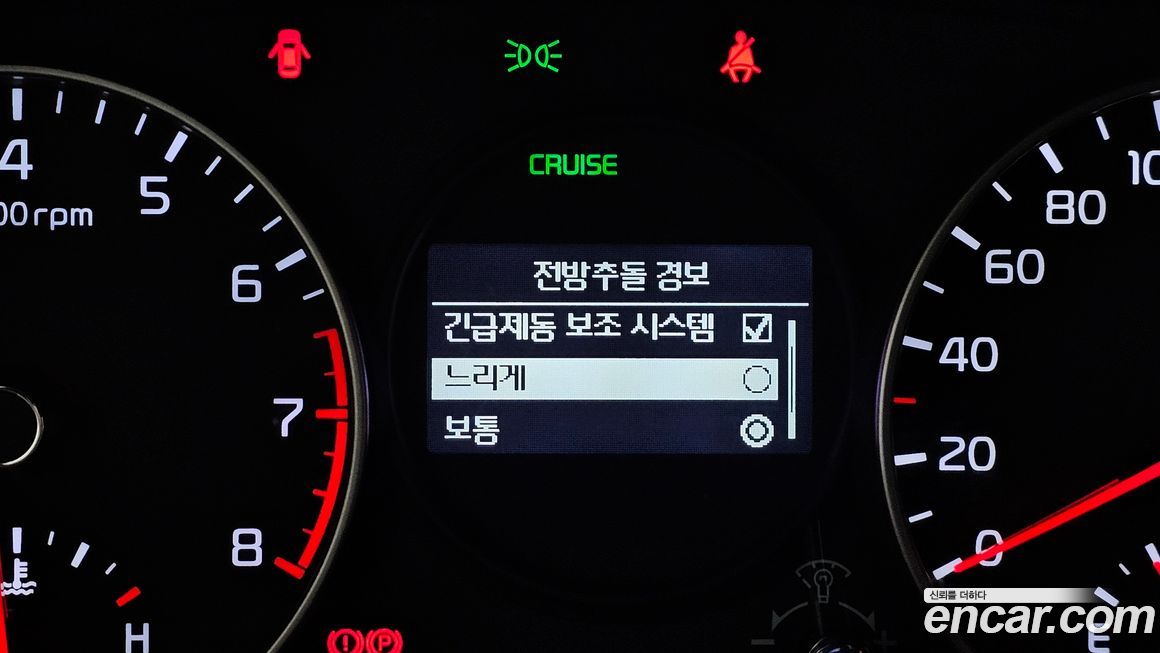 CRUISE
4
5
00rpm
6
7
8
H
전방추돌 경보
긴급제동 보조 시스템
느리게
보통
P
10
80
60
40
20
0
E
신뢰를 더하다
encar.com